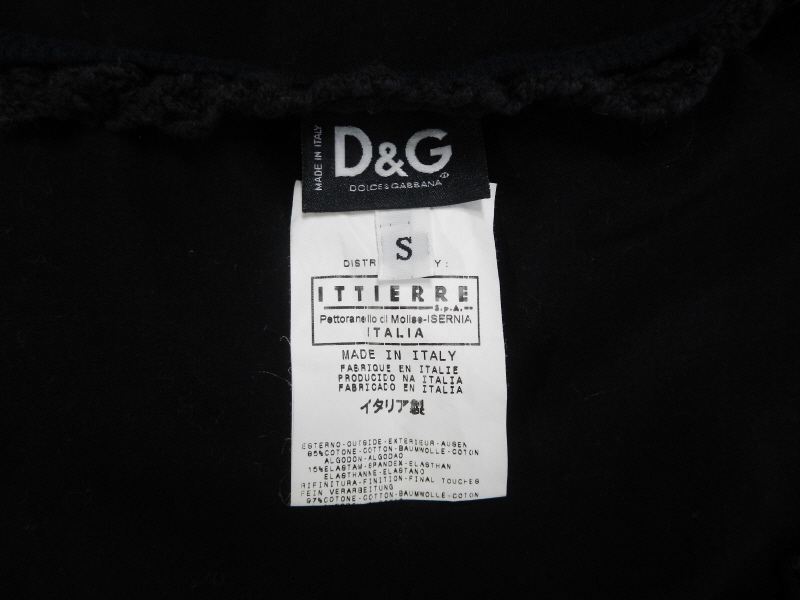 MADE IN ITALY
D&G
DOLCE&GABBANA
S
DISTR Y:
ITTIERRE
S.p.A.
Pettoranello di Molise-ISERNIA
ITALIA
MADE IN ITALY
FABRIQUE EN ITALIE
PRODUCIDO NA ITALIA
FABRICADO EN ITALIA
イタリア製
ESTERNO-OUTSIDE-EXTERIEUR-AUSEN
85%COTONE-COTTON-BAUMWOLLE-COTON
ALGODON-ALGODAO
15%ELASTAM-SPANDEX-ELASTHAN
ELASTHANNE-ELASTANO
RIFINITURA-FINITION-FINAL TOUCHES
FEIN VERARBEITUNG
97%COTONE-COTTON-BAUMWOLLE-COTON